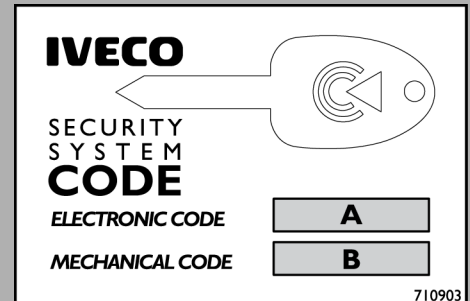 IVECO
SECURITY
SYSTEM
CODE
ELECTRONIC CODE A
MECHANICAL CODE B
710903